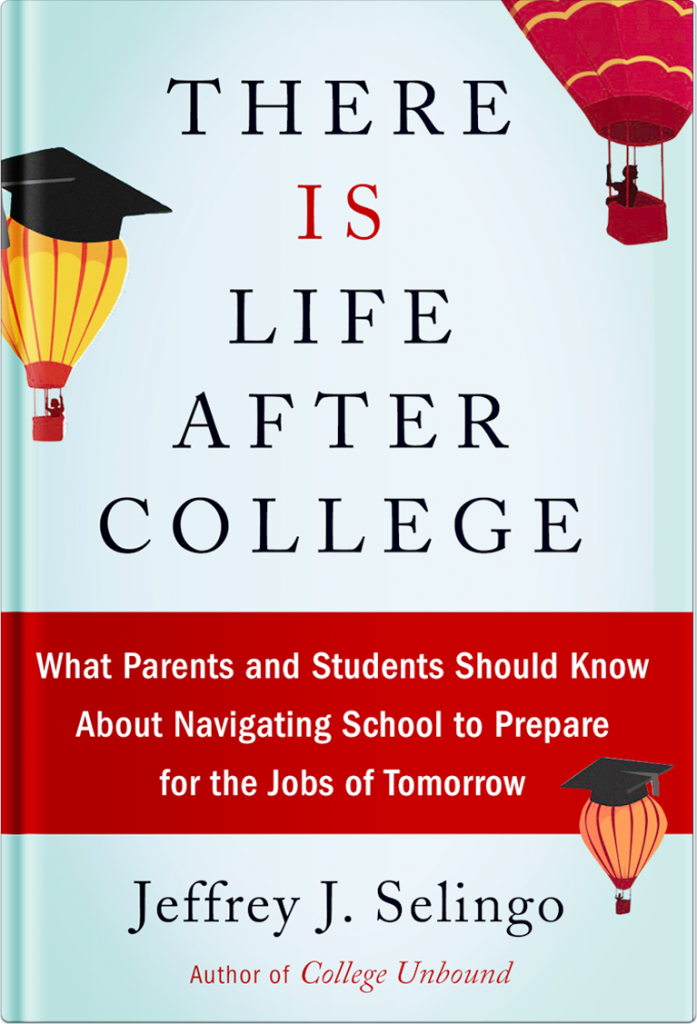 THERE
IS
LIFE
AFTER
COLLEGE
What Parents and Students Should Know
About Navigating School to Prepare
for the Jobs of Tomorrow
Jeffrey J. Selingo
Author of College Unbound